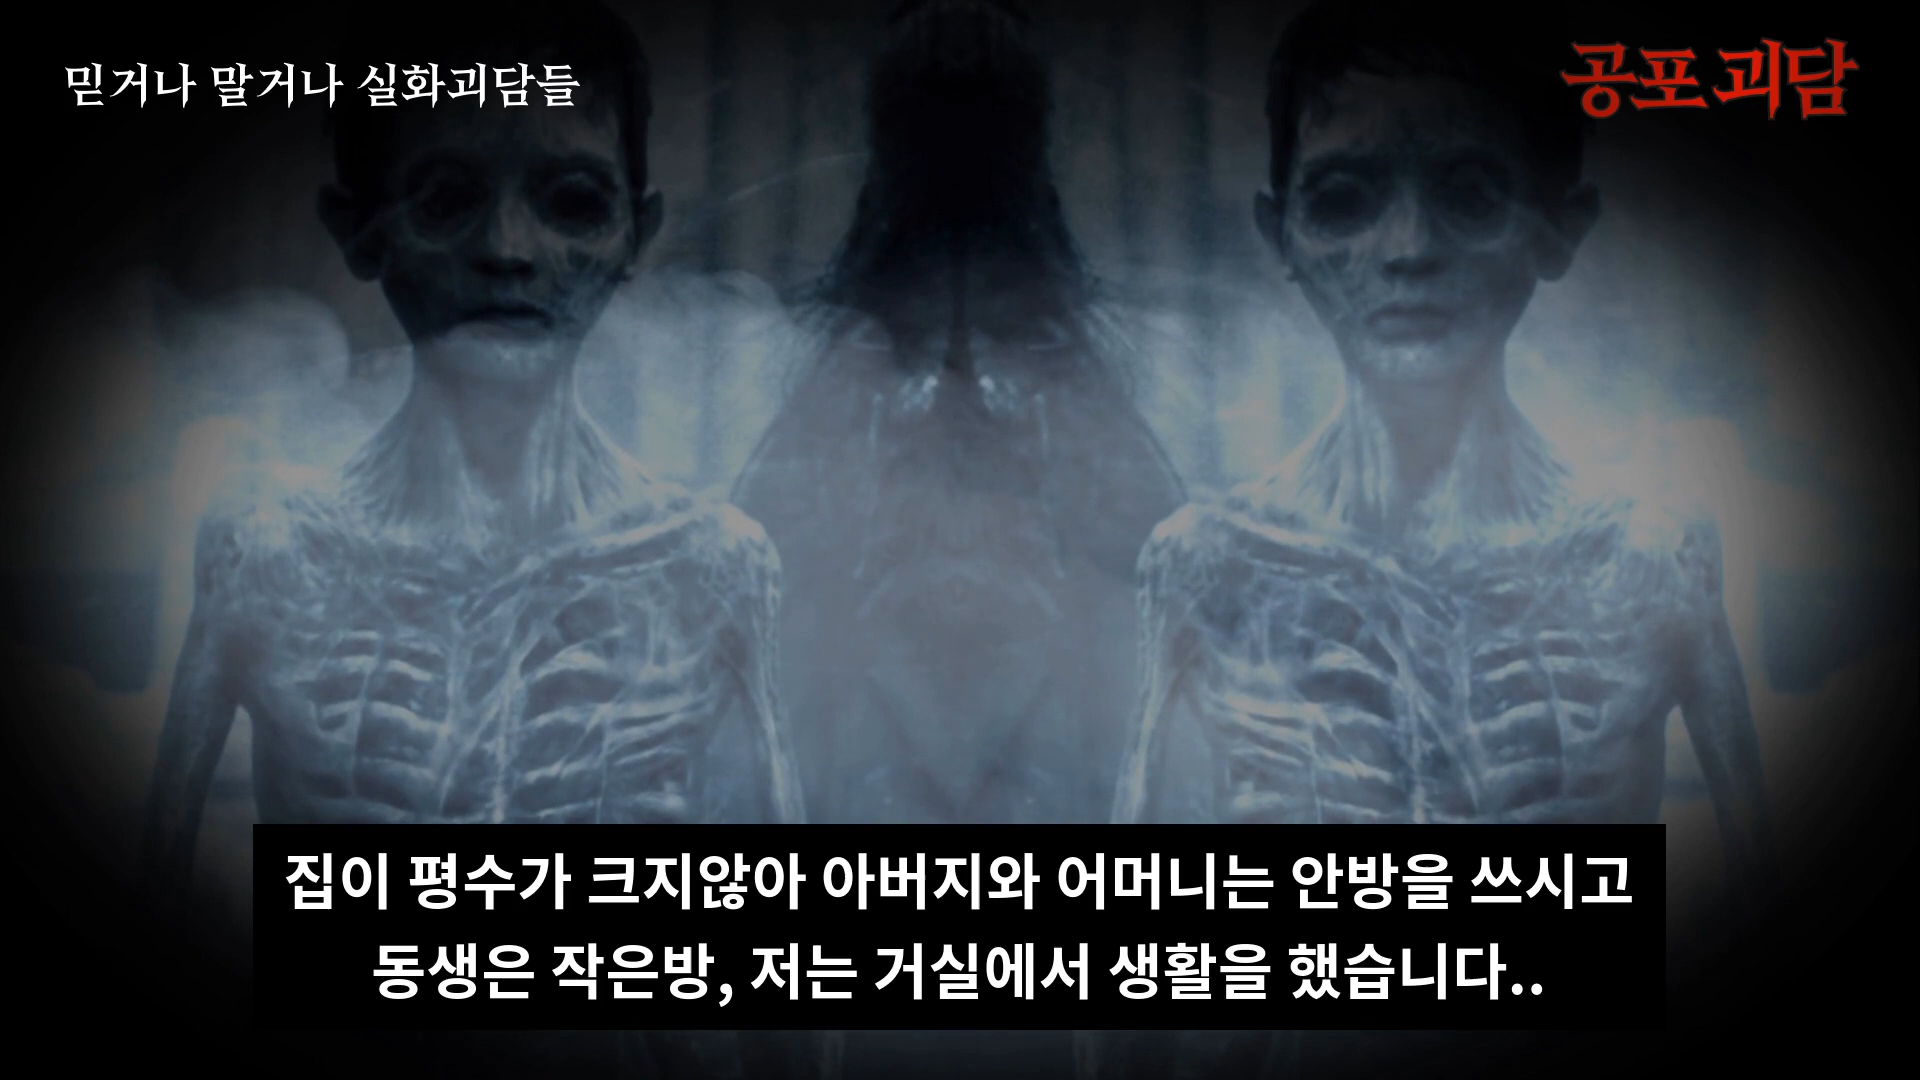 믿거나 말거나 실화괴담들
공포괴담
집이 평수가 크지않아 아버지와 어머니는 안방을 쓰시고
동생은 작은방, 저는 거실에서 생활을 했습니다..